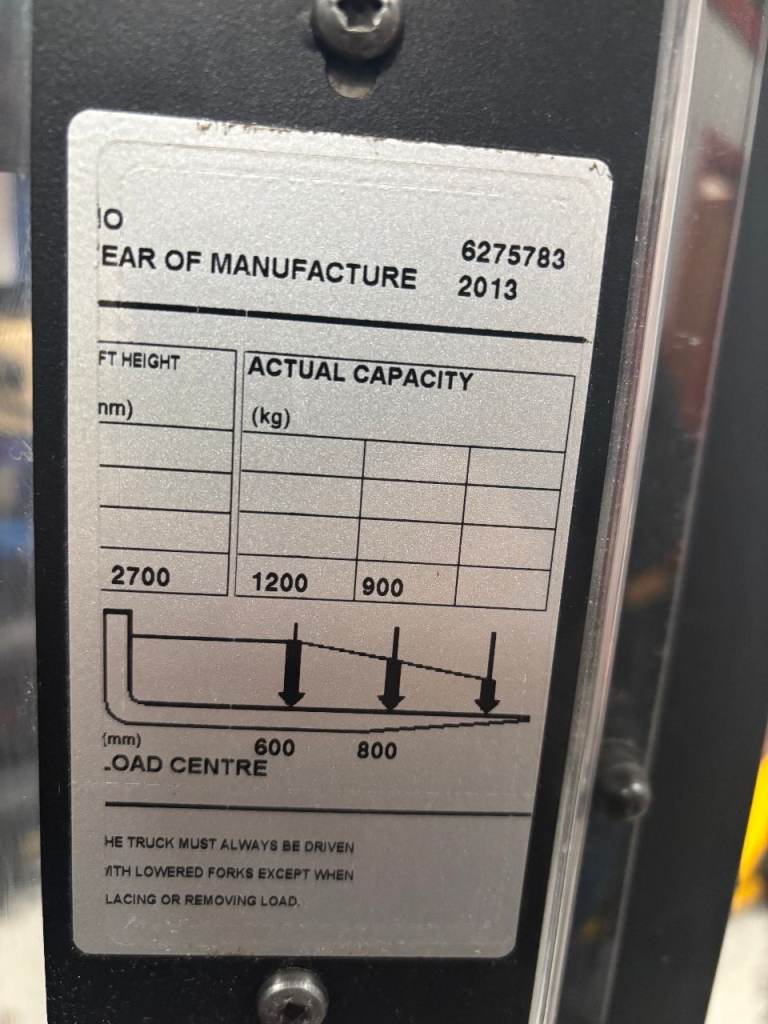 IO 6275783
EAR OF MANUFACTURE 2013
FT HEIGHT ACTUAL CAPACITY
nm) (kg)
2700 1200 900
(mm) 600 800
LOAD CENTRE
HE TRUCK MUST ALWAYS BE DRIVEN
ITH LOWERED FORKS EXCEPT WHEN
LACING OR REMOVING LOAD.